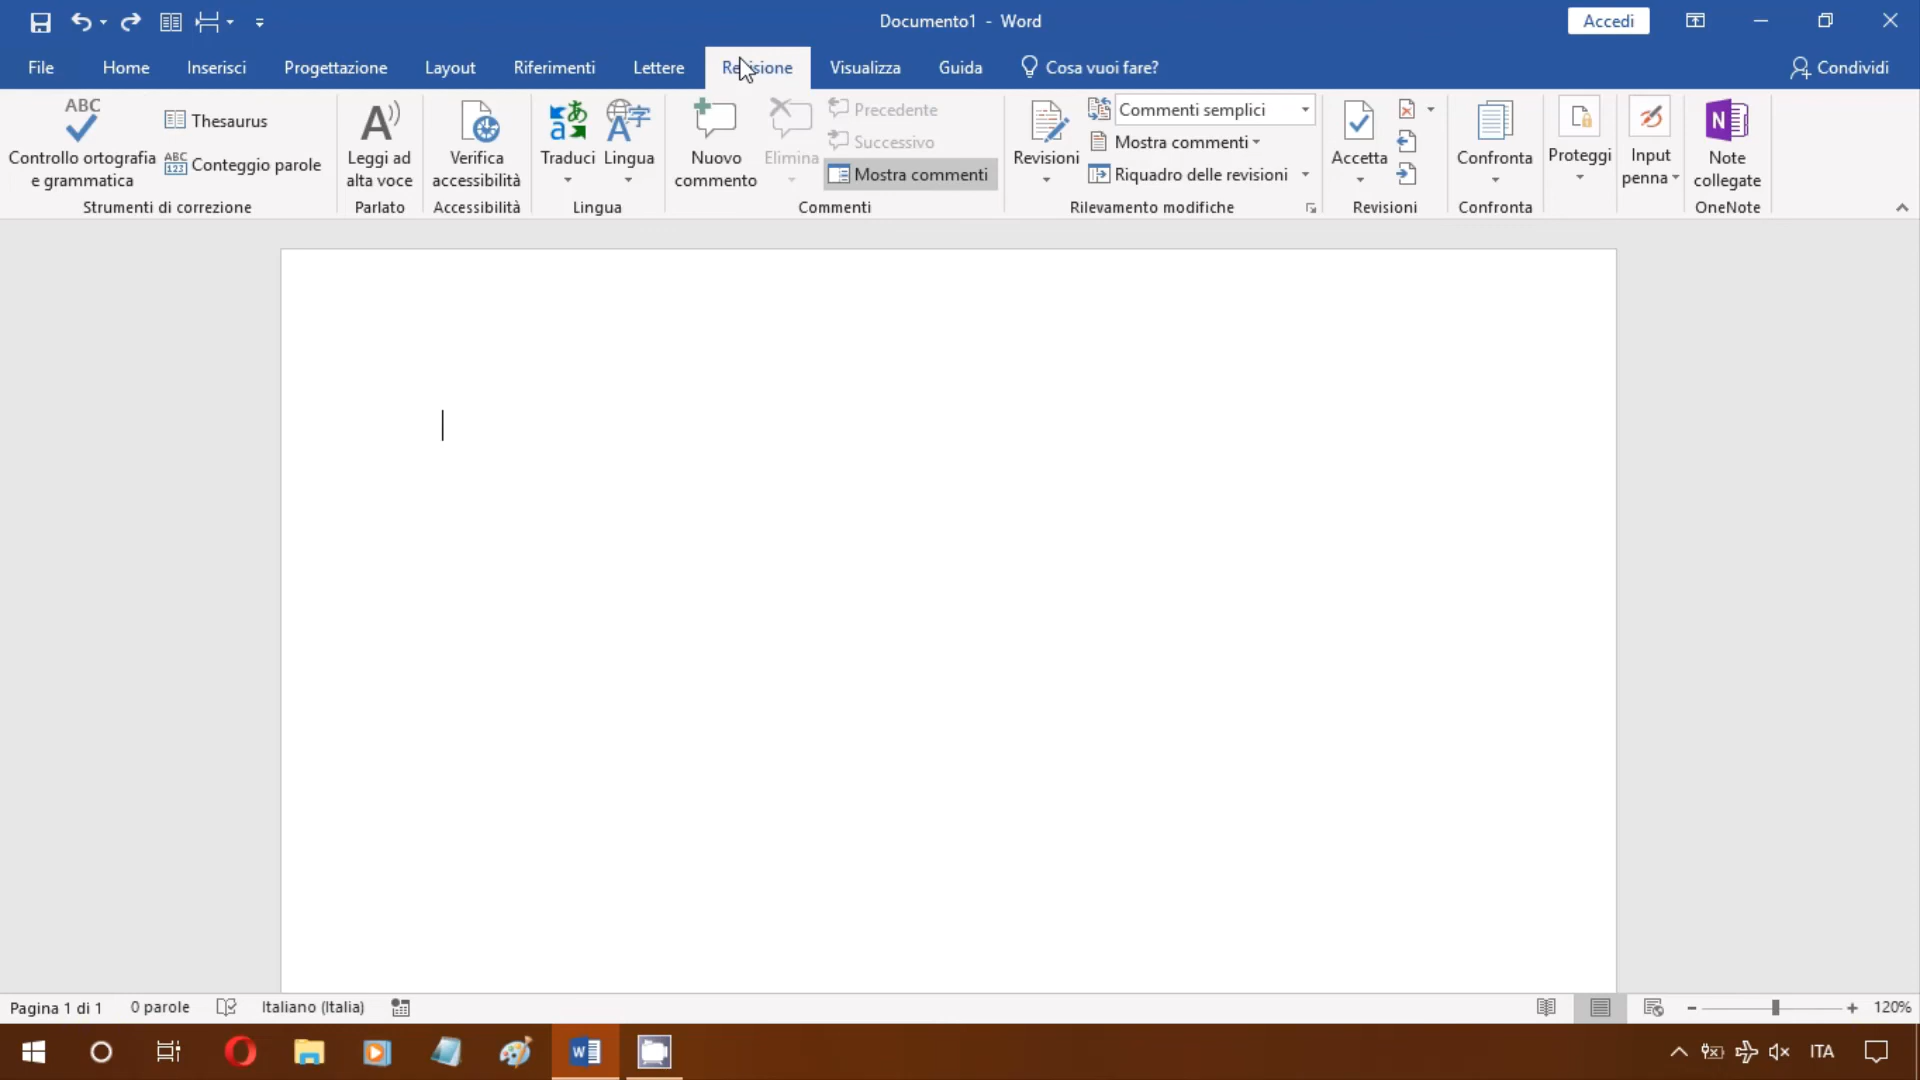 Documento1 - Word
Accedi
File Home Inserisci Progettazione Layout Riferimenti Lettere Revisione Visualizza Guida Cosa vuoi fare? Condividi
ABC
Controllo ortografia
e grammatica
Thesaurus
ABC
123
Conteggio parole
Strumenti di correzione
Leggi ad
alta voce
Parlato
Verifica
accessibilità
Accessibilità
Traduci
Lingua
Lingua
Nuovo
commento
Elimina
Precedente
Successivo
Mostra commenti
Commenti
Revisioni
Commenti semplici
Mostra commenti
Riquadro delle revisioni
Rilevamento modifiche
Accetta
Revisioni
Confronta
Confronta
Proteggi
Input
penna
N
Note
collegate
OneNote
Pagina 1 di 1 0 parole Italiano (Italia) 120%
W
ITA